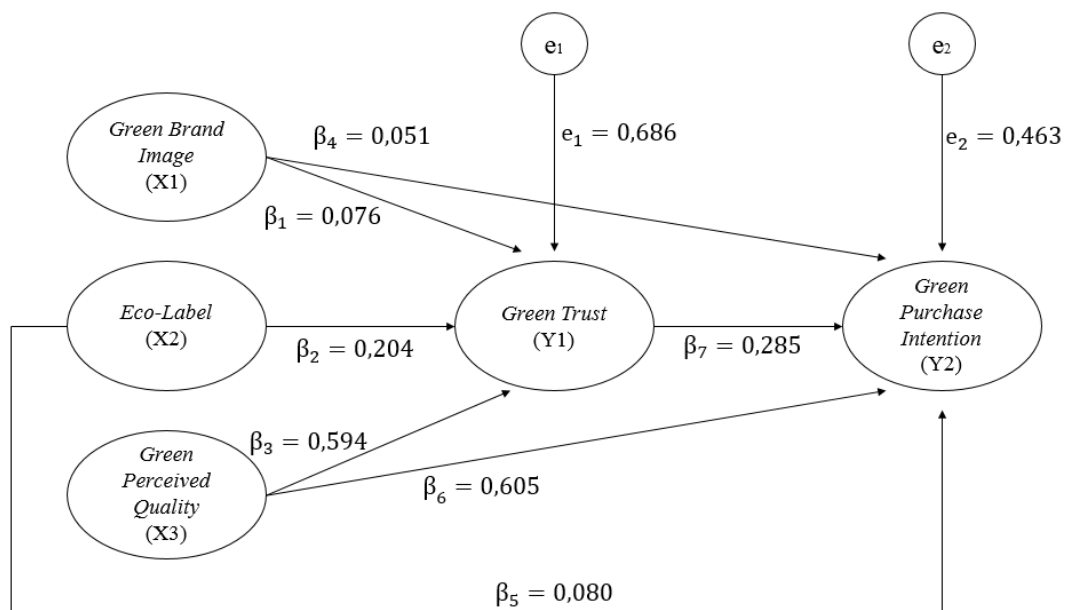 e₁
e₂
Green Brand
Image
(X1)
β₄ = 0,051
e₁ = 0,686
e₂ = 0,463
β₁ = 0,076
Eco-Label
(X2)
β₂ = 0,204
Green Trust
(Y1)
β₇ = 0,285
Green
Purchase
Intention
(Y2)
β₃ = 0,594
Green
Perceived
Quality
(X3)
β₆ = 0,605
β₅ = 0,080